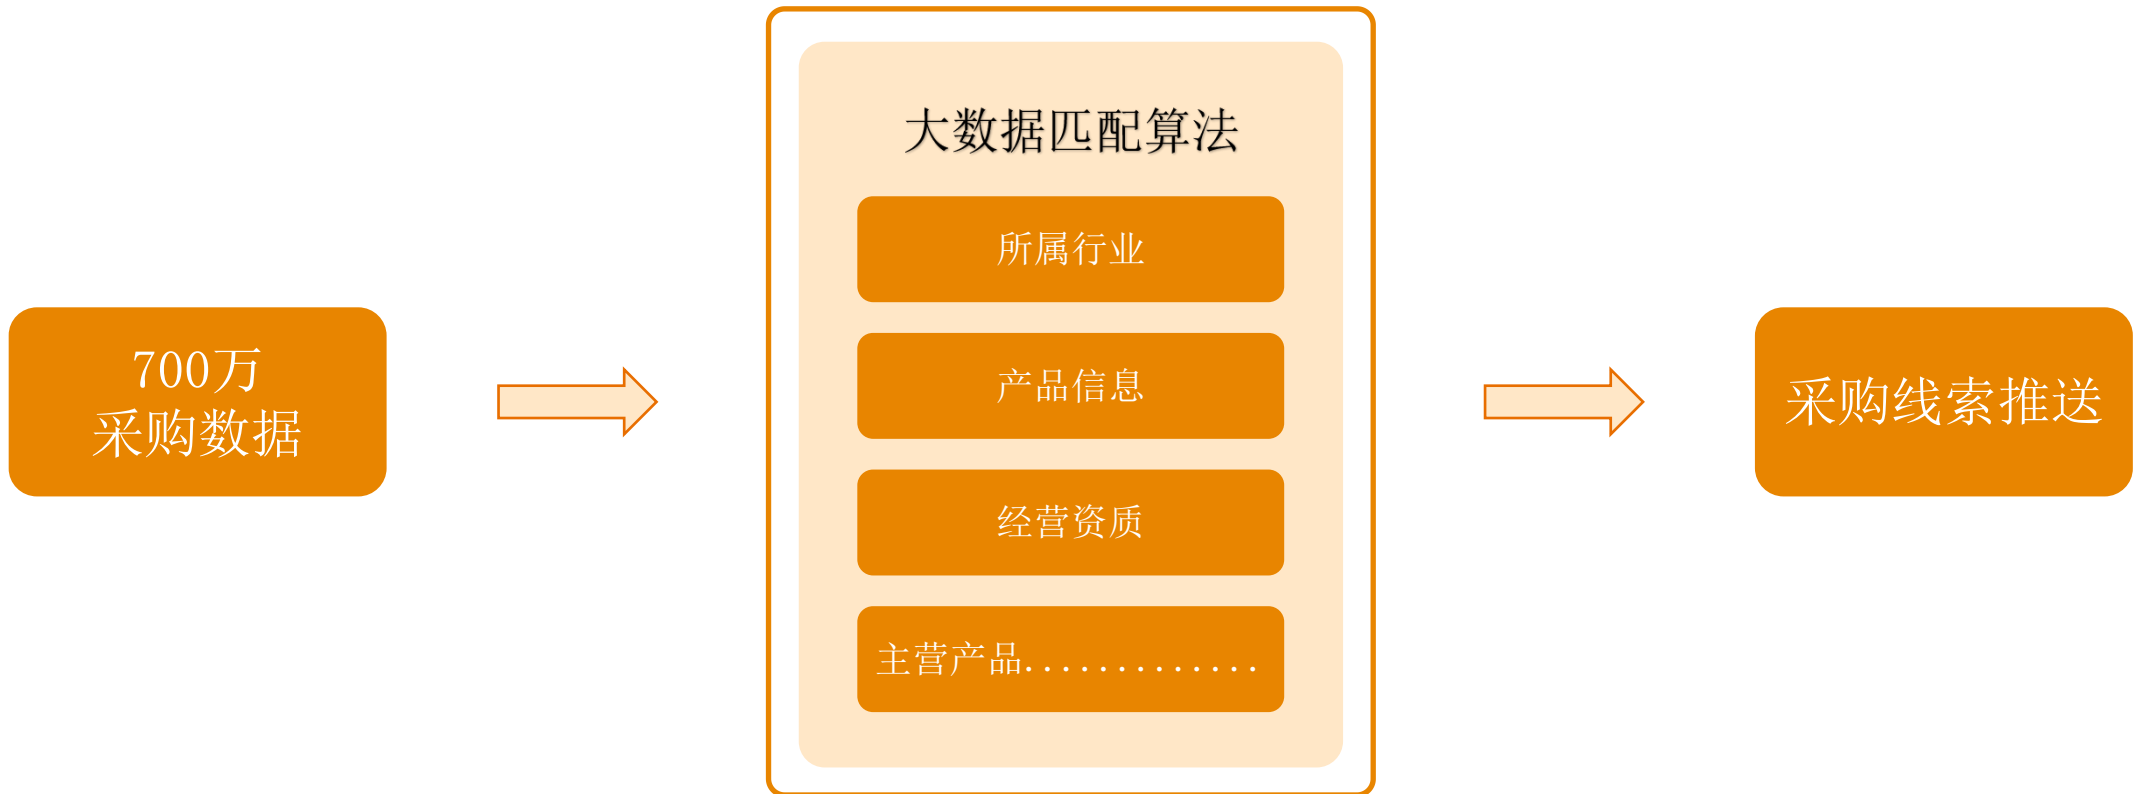 700万
采购数据
大数据匹配算法
所属行业
产品信息
经营资质
主营产品.............
采购线索推送